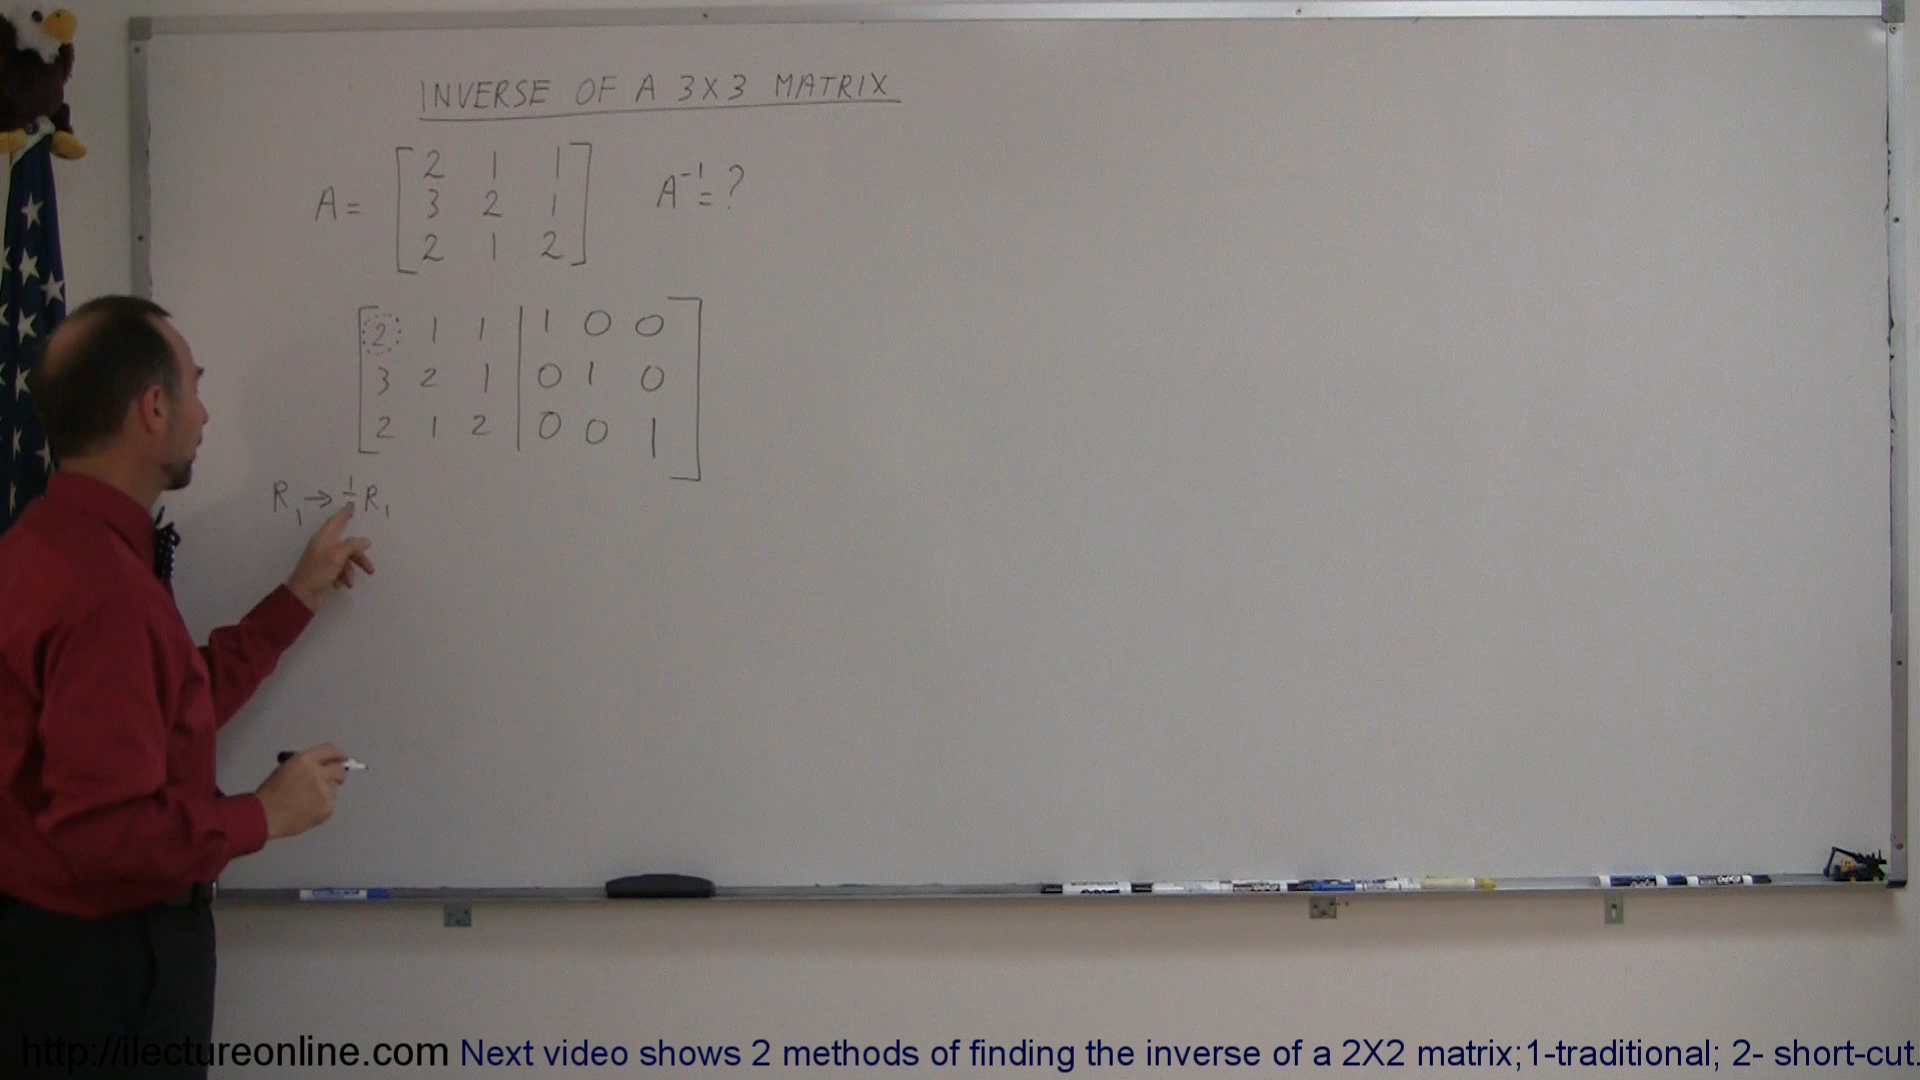 INVERSE OF A 3X3 MATRIX
A = [ 2 1 1 ] A⁻¹ = ?
[ 3 2 1 ]
[ 2 1 2 ]
[ 2 1 1 | 1 0 0 ]
[ 3 2 1 | 0 1 0 ]
[ 2 1 2 | 0 0 1 ]
R₁ → ½ R₁
http://ilectureonline.com Next video shows 2 methods of finding the inverse of a 2X2 matrix;1-traditional; 2- short-cut.